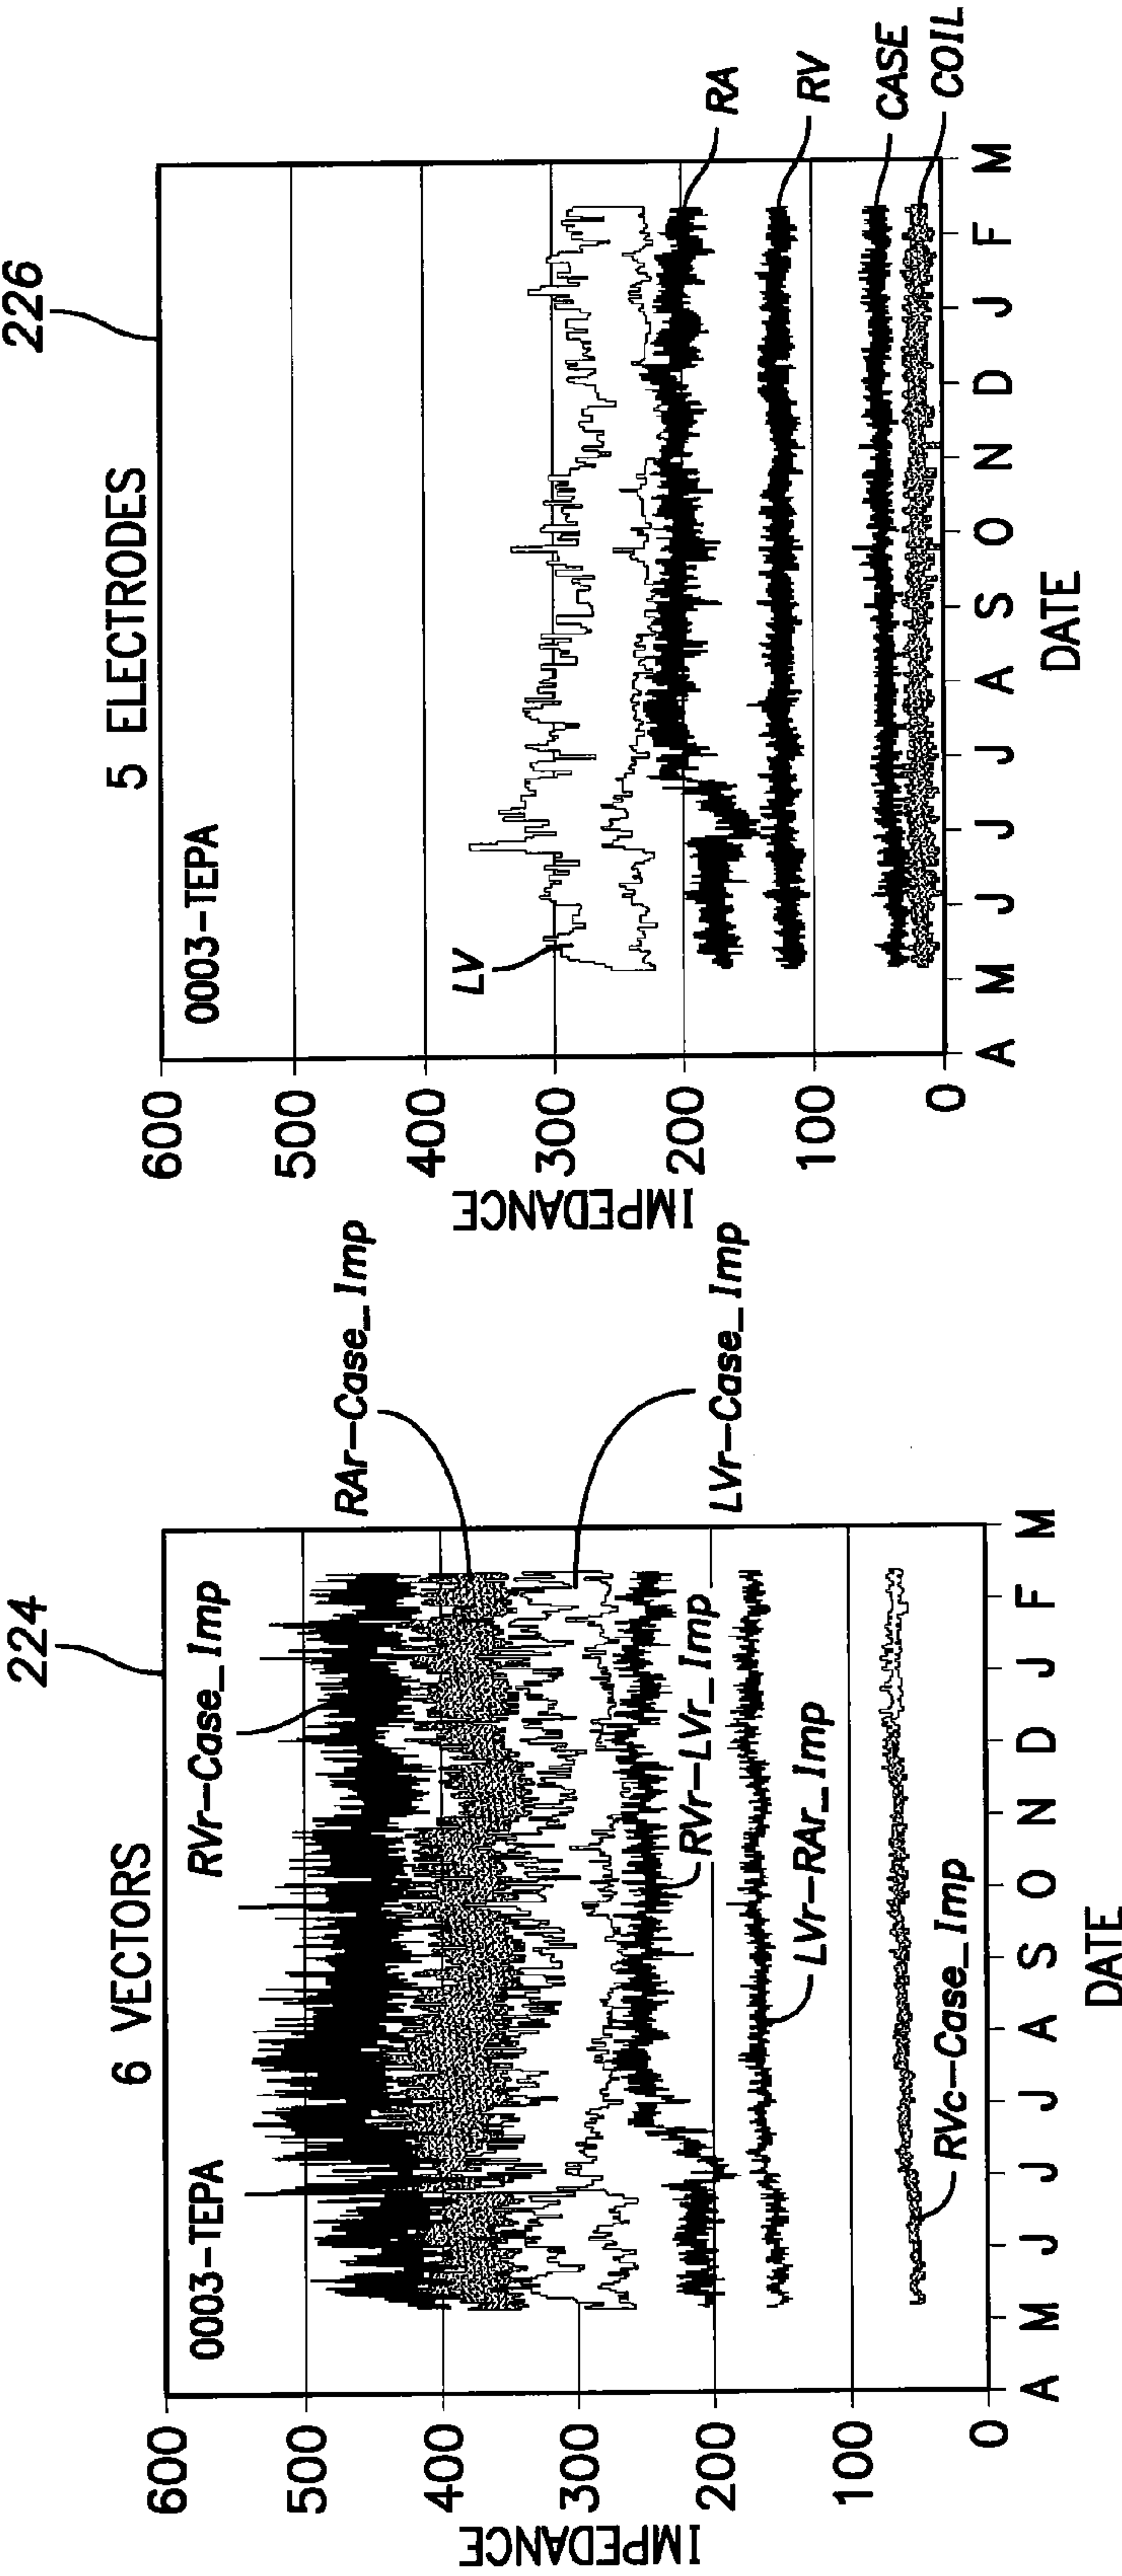 224
6 VECTORS
0003-TEPA
RVr-Case_Imp
RAr-Case_Imp
LVr-Case_Imp
RVr-LVr_Imp
LVr-RAr_Imp
RVc-Case_Imp
IMPEDANCE
600
500
400
300
200
100
0
A M J J J A S O N D J F M
DATE
226
5 ELECTRODES
0003-TEPA
LV
RA
RV
CASE
COIL
IMPEDANCE
600
500
400
300
200
100
0
A M J J J A S O N D J F M
DATE